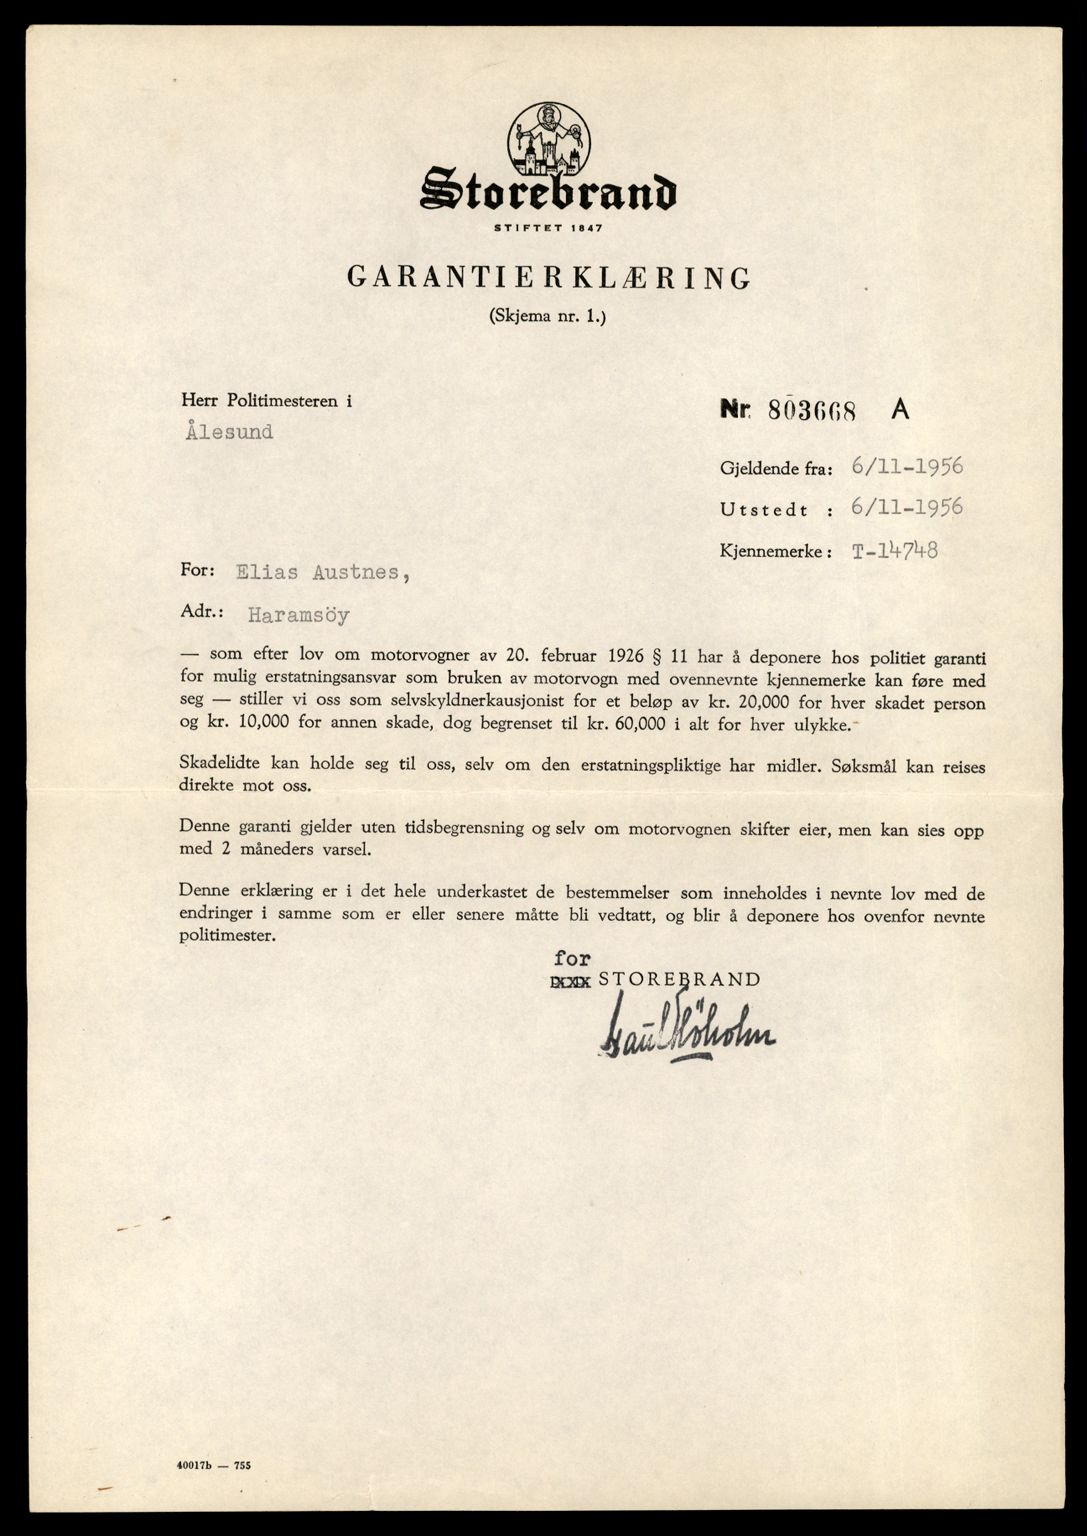 Storebrand
STIFTET 1847
GARANTIERKLÆRING
(Skjema nr. 1.)
Herr Politimesteren i
Ålesund
Nr. 803668 A
Gjeldende fra: 6/11-1956
Utstedt : 6/11-1956
Kjennemerke: T-14748
For: Elias Austnes,
Adr.: Haramsöy
— som efter lov om motorvogner av 20. februar 1926 § 11 har å deponere hos politiet garanti
for mulig erstatningsansvar som bruken av motorvogn med ovennevnte kjennemerke kan føre med
seg — stiller vi oss som selvskyldnerkausjonist for et beløp av kr. 20,000 for hver skadet person
og kr. 10,000 for annen skade, dog begrenset til kr. 60,000 i alt for hver ulykke.
Skadelidte kan holde seg til oss, selv om den erstatningspliktige har midler. Søksmål kan reises
direkte mot oss.
Denne garanti gjelder uten tidsbegrensning og selv om motorvognen skifter eier, men kan sies opp
med 2 måneders varsel.
Denne erklæring er i det hele underkastet de bestemmelser som inneholdes i nevnte lov med de
endringer i samme som er eller senere måtte bli vedtatt, og blir å deponere hos ovenfor nevnte
politimester.
for
STOREBRAND
40017b — 755